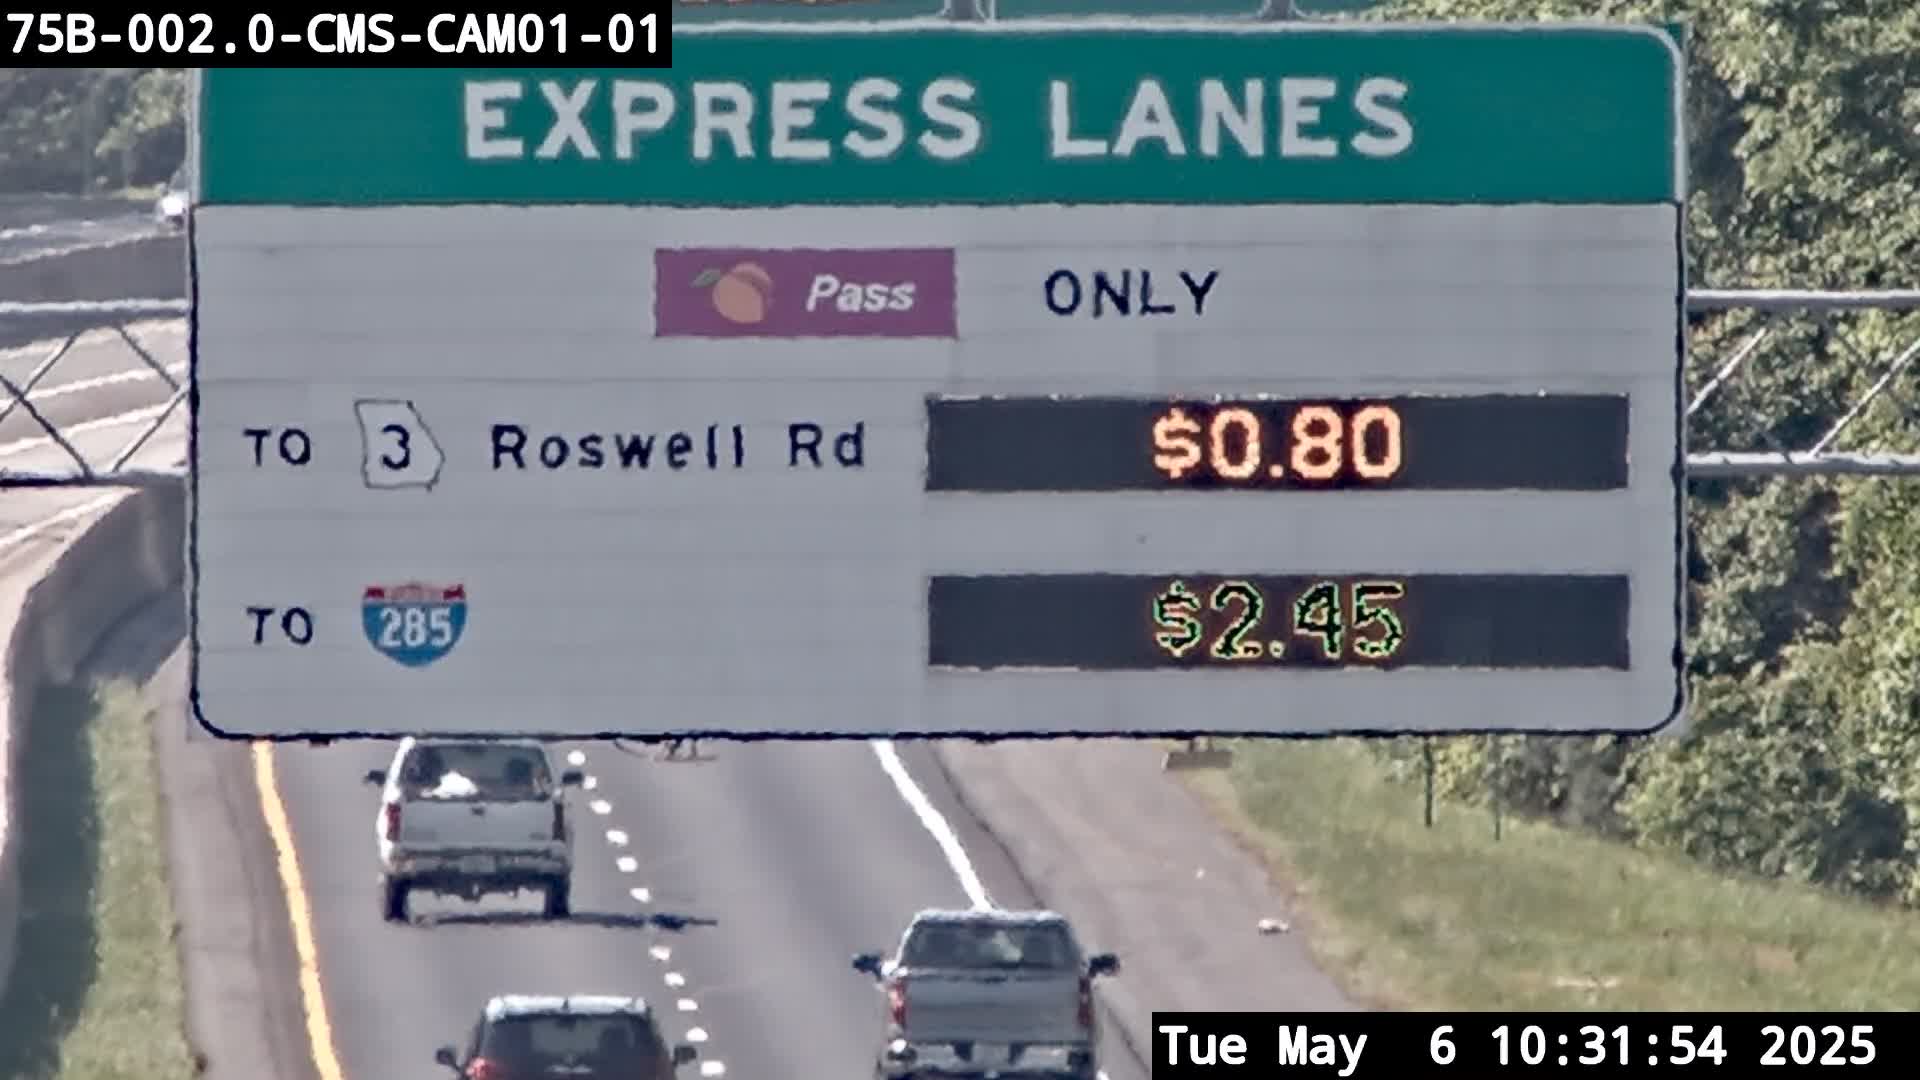 75B-002.0-CMS-CAM01-01
EXPRESS LANES
Pass ONLY
TO 3 Roswell Rd $0.80
TO 285 $2.45
Tue May 6 10:31:54 2025